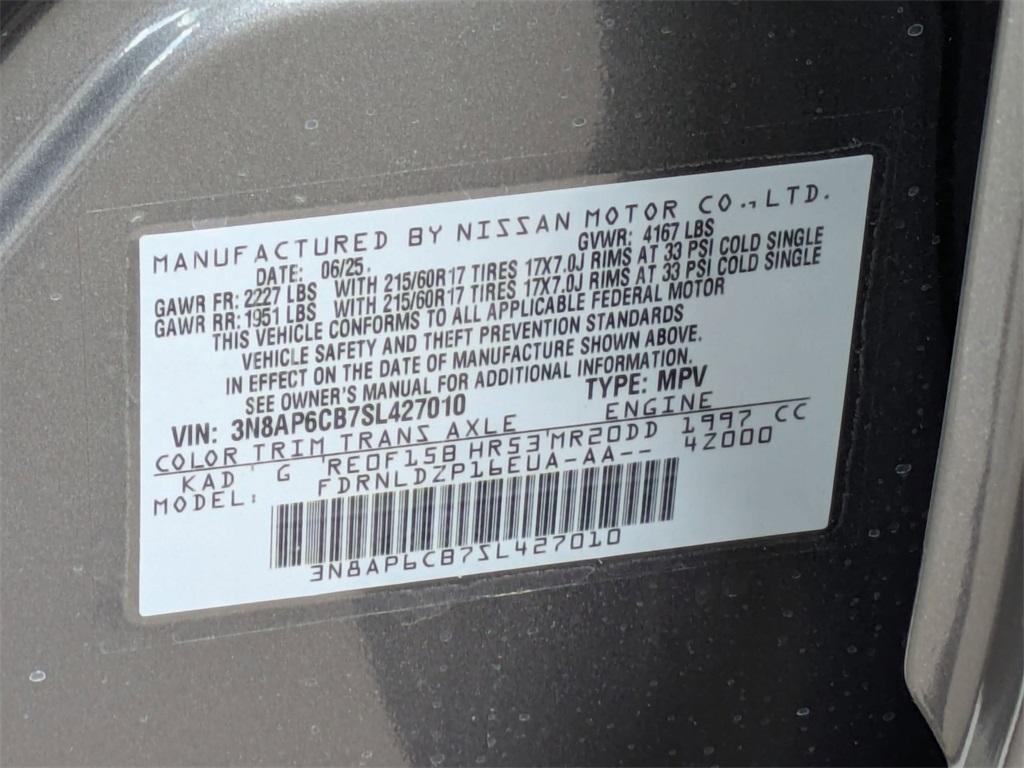 MANUFACTURED BY NISSAN MOTOR CO., LTD.
DATE: 06/25. GVWR: 4167 LBS
GAWR FR: 2227 LBS WITH 215/60R17 TIRES 17X7.0J RIMS AT 33 PSI COLD SINGLE
GAWR RR: 1951 LBS WITH 215/60R17 TIRES 17X7.0J RIMS AT 33 PSI COLD SINGLE
THIS VEHICLE CONFORMS TO ALL APPLICABLE FEDERAL MOTOR
VEHICLE SAFETY AND THEFT PREVENTION STANDARDS
IN EFFECT ON THE DATE OF MANUFACTURE SHOWN ABOVE.
SEE OWNER'S MANUAL FOR ADDITIONAL INFORMATION.
VIN: 3N8AP6CB7SL427010 TYPE: MPV
COLOR TRIM TRANS AXLE ENGINE
KAD G RE0F15B HR53 MR20DD 1997 CC
MODEL: FDRNLDZP16EUA-AA-- 4Z000
3N8AP6CB7SL427010